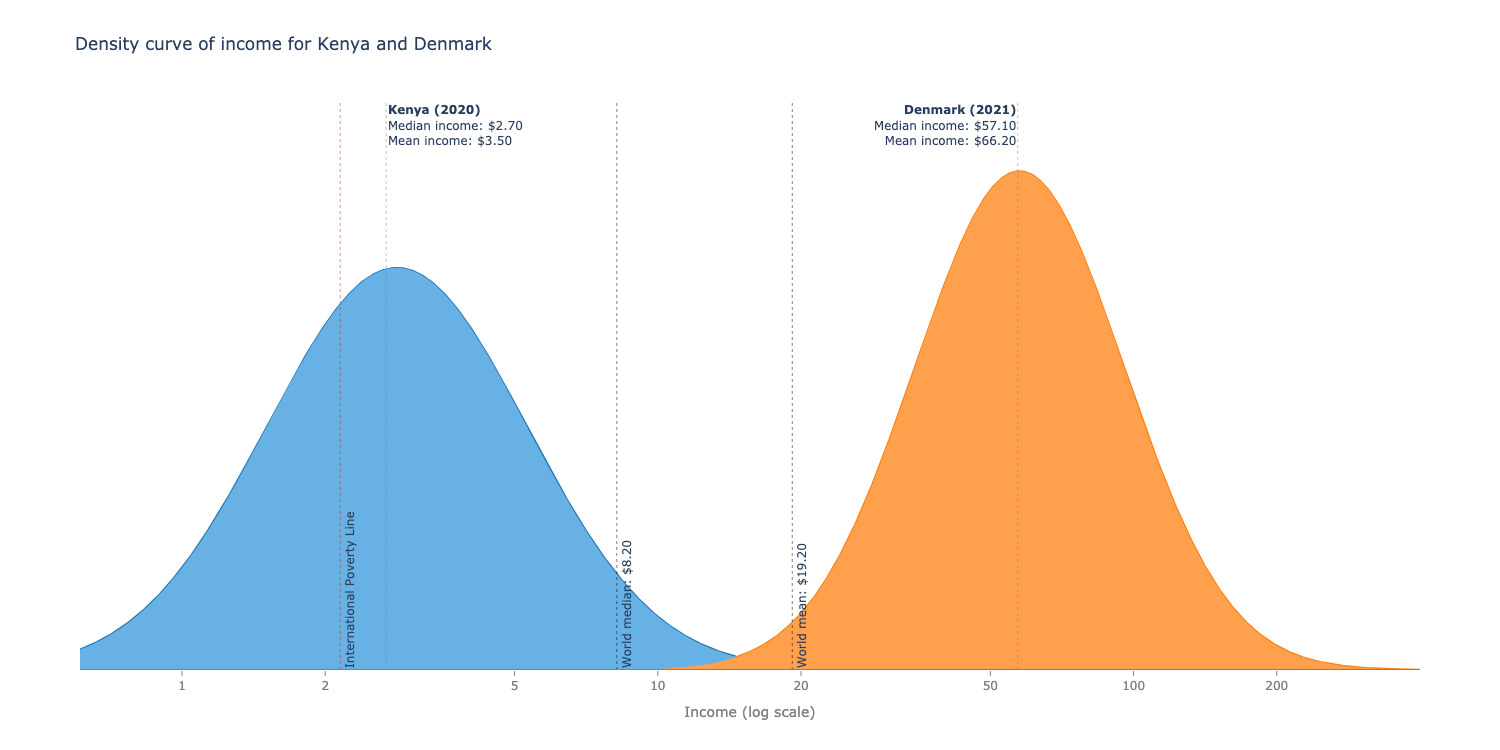 Density curve of income for Kenya and Denmark
Kenya (2020)
Median income: $2.70
Mean income: $3.50
Denmark (2021)
Median income: $57.10
Mean income: $66.20
International Poverty Line
World median: $8.20
World mean: $19.20
1 2 5 10 20 50 100 200
Income (log scale)